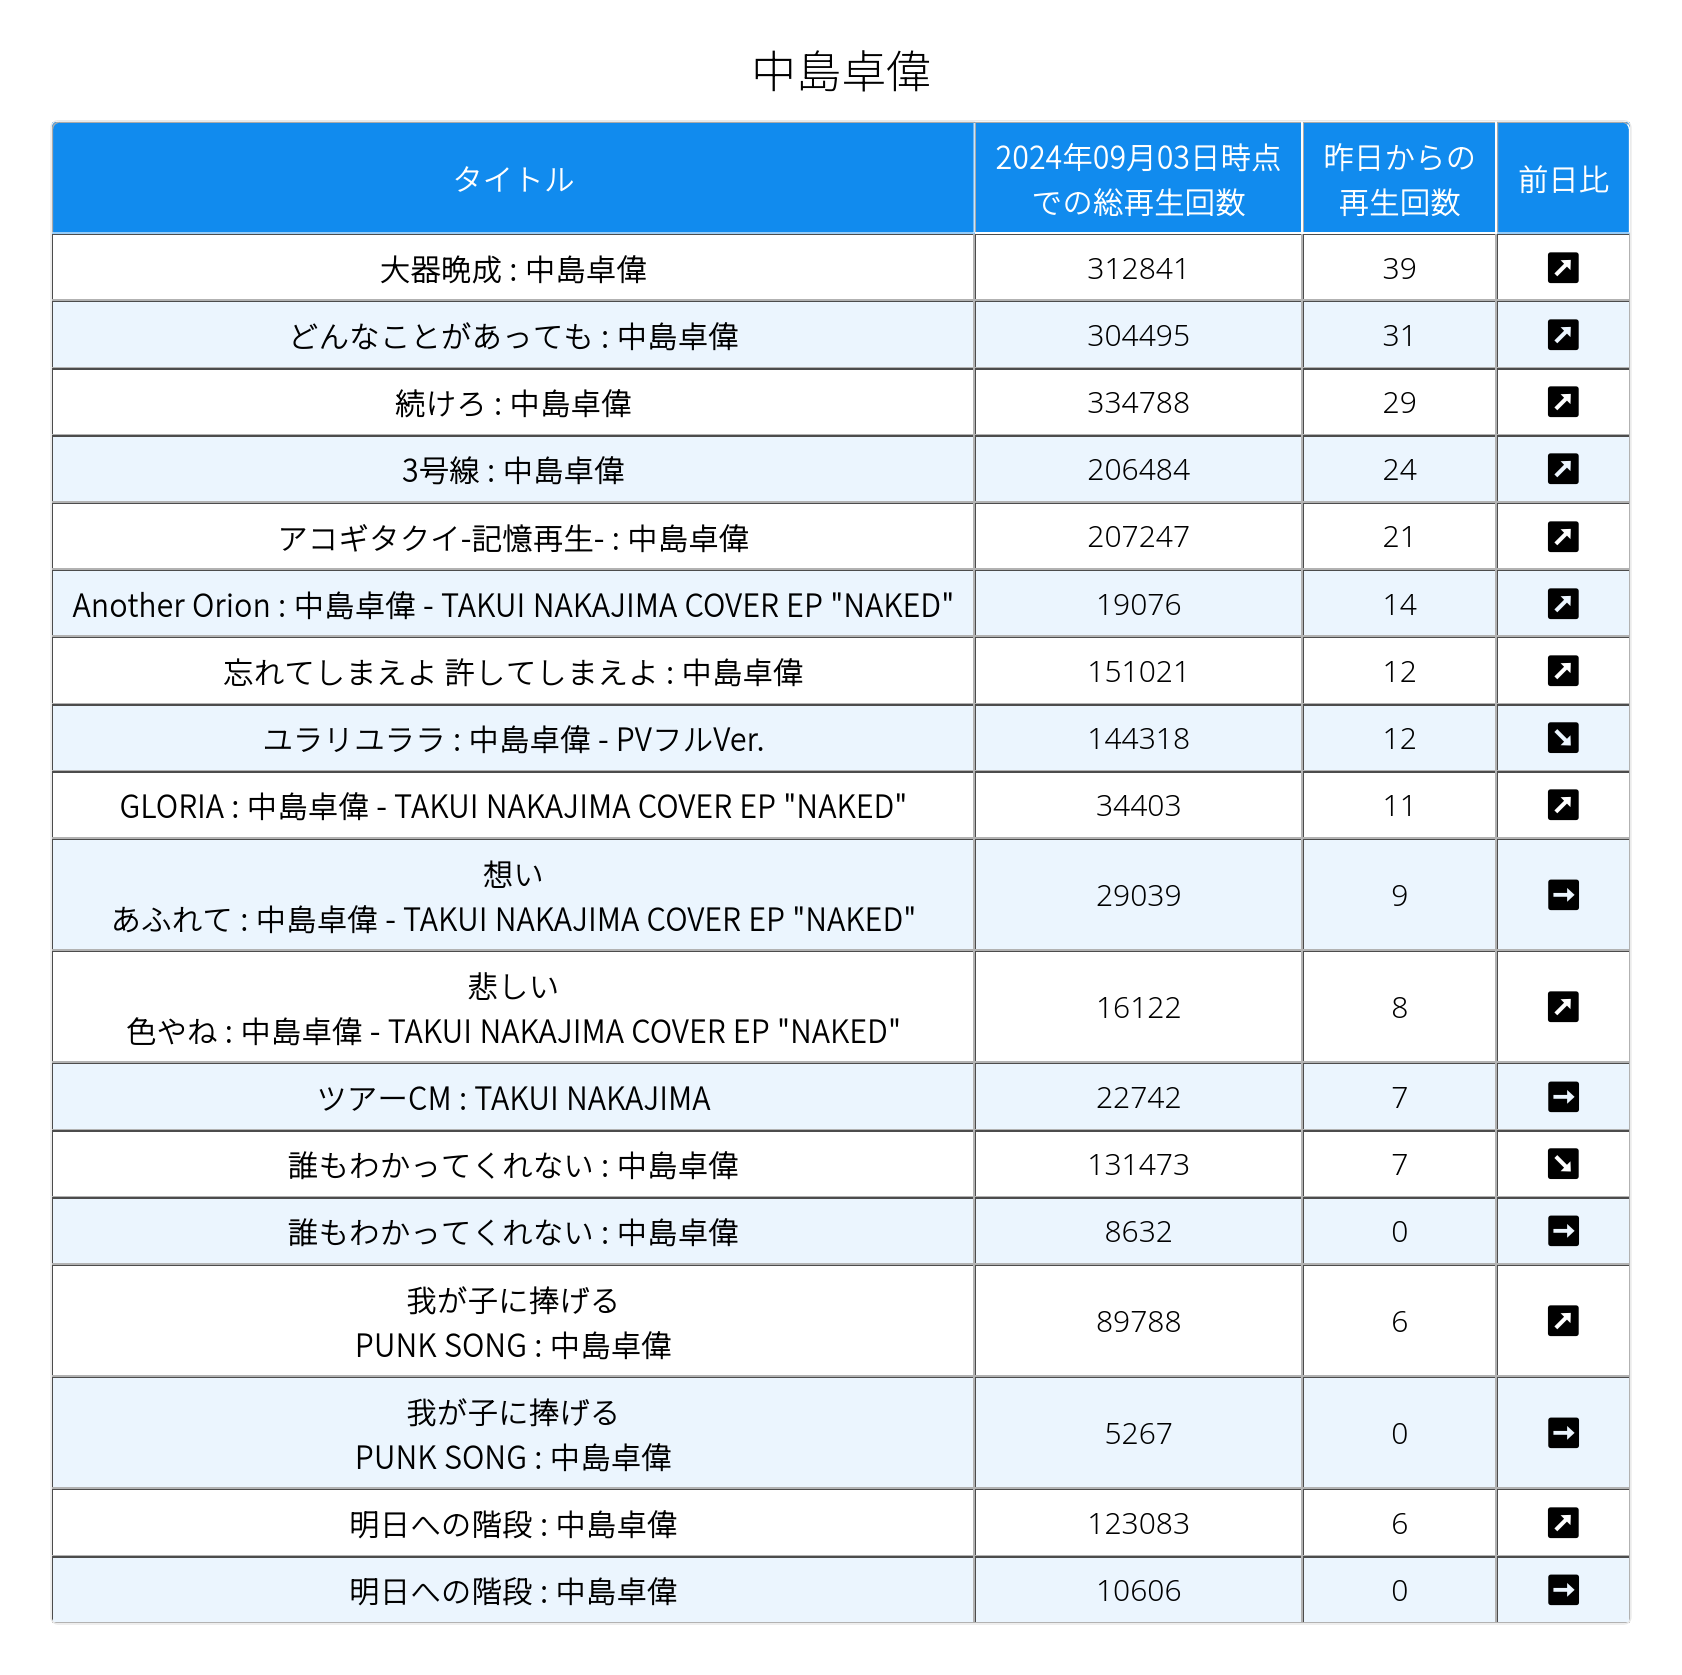 中島卓偉
タイトル
2024年09月03日時点
での総再生回数
昨日からの
再生回数
前日比
大器晩成 : 中島卓偉 312841 39
どんなことがあっても : 中島卓偉 304495 31
続けろ : 中島卓偉 334788 29
3号線 : 中島卓偉 206484 24
アコギタクイ-記憶再生- : 中島卓偉 207247 21
Another Orion : 中島卓偉 - TAKUI NAKAJIMA COVER EP "NAKED" 19076 14
忘れてしまえよ 許してしまえよ : 中島卓偉 151021 12
ユラリユララ : 中島卓偉 - PVフルVer. 144318 12
GLORIA : 中島卓偉 - TAKUI NAKAJIMA COVER EP "NAKED" 34403 11
想い
あふれて : 中島卓偉 - TAKUI NAKAJIMA COVER EP "NAKED" 29039 9
悲しい
色やね : 中島卓偉 - TAKUI NAKAJIMA COVER EP "NAKED" 16122 8
ツアーCM : TAKUI NAKAJIMA 22742 7
誰もわかってくれない : 中島卓偉 131473 7
誰もわかってくれない : 中島卓偉 8632 0
我が子に捧げる
PUNK SONG : 中島卓偉 89788 6
我が子に捧げる
PUNK SONG : 中島卓偉 5267 0
明日への階段 : 中島卓偉 123083 6
明日への階段 : 中島卓偉 10606 0